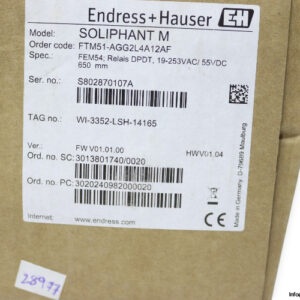 Endress+Hauser EH
Model: SOLIPHANT M
Order code: FTM51-AGG2L4A12AF
Spec.: FEM54; Relais DPDT, 19-253VAC/ 55VDC
650 mm
Ser.no.: S802870107A
TAG no.: WI-3352-LSH-14165
Ver.: FW V01.01.00 HWV01.04
Ord.no. SC: 3013801740/0020
Ord.no. PC: 3020240982000020
Internet: www.endress.com
Made in Germany, D-79689 Maulburg
28977